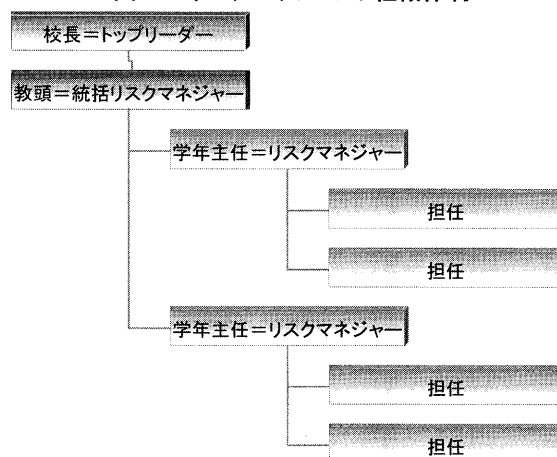 校長＝トップリーダー
教頭＝統括リスクマネジャー
学年主任＝リスクマネジャー
担任
担任
学年主任＝リスクマネジャー
担任
担任